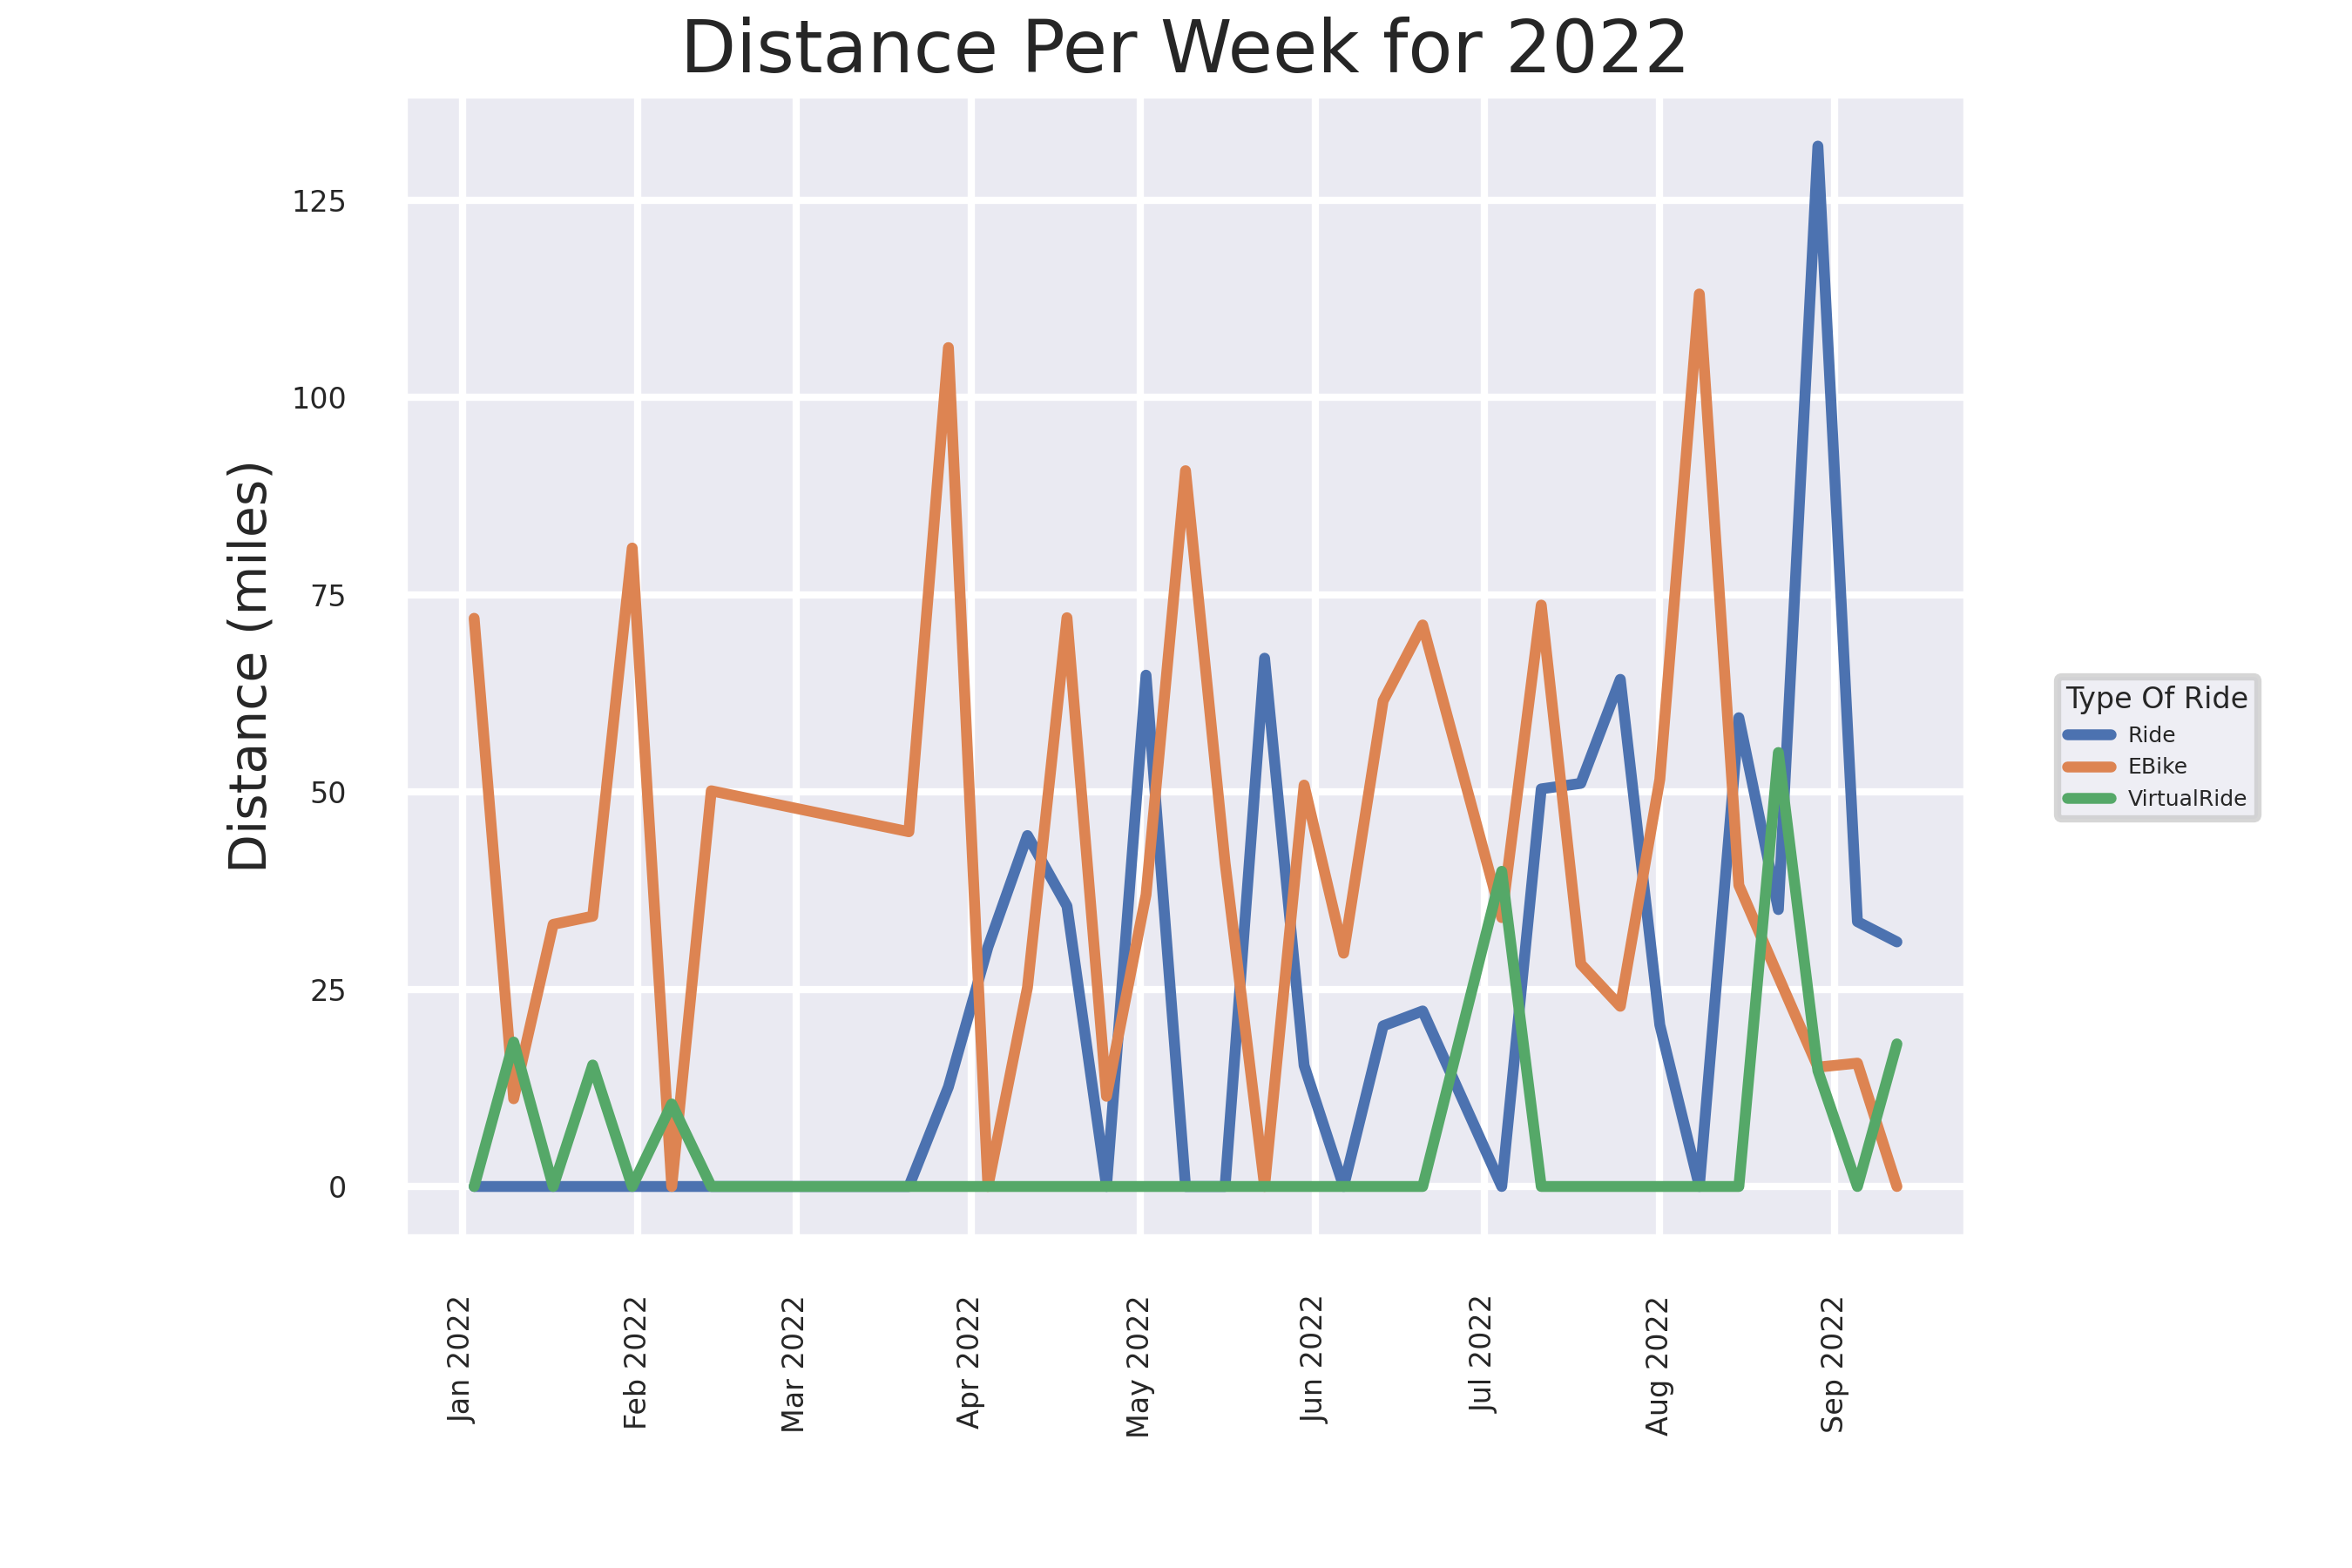 Distance Per Week for 2022
Distance (miles)
125
100
75
50
25
0
Jan 2022
Feb 2022
Mar 2022
Apr 2022
May 2022
Jun 2022
Jul 2022
Aug 2022
Sep 2022
Type Of Ride
Ride
EBike
VirtualRide